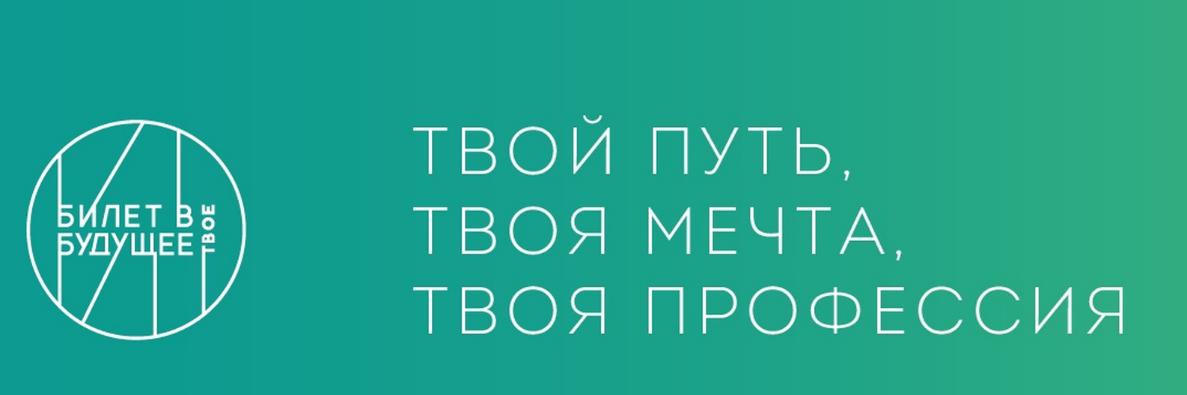 БИЛЕТ В
БУДУЩЕЕ
ТВОЕ
ТВОЙ ПУТЬ,
ТВОЯ МЕЧТА,
ТВОЯ ПРОФЕССИЯ